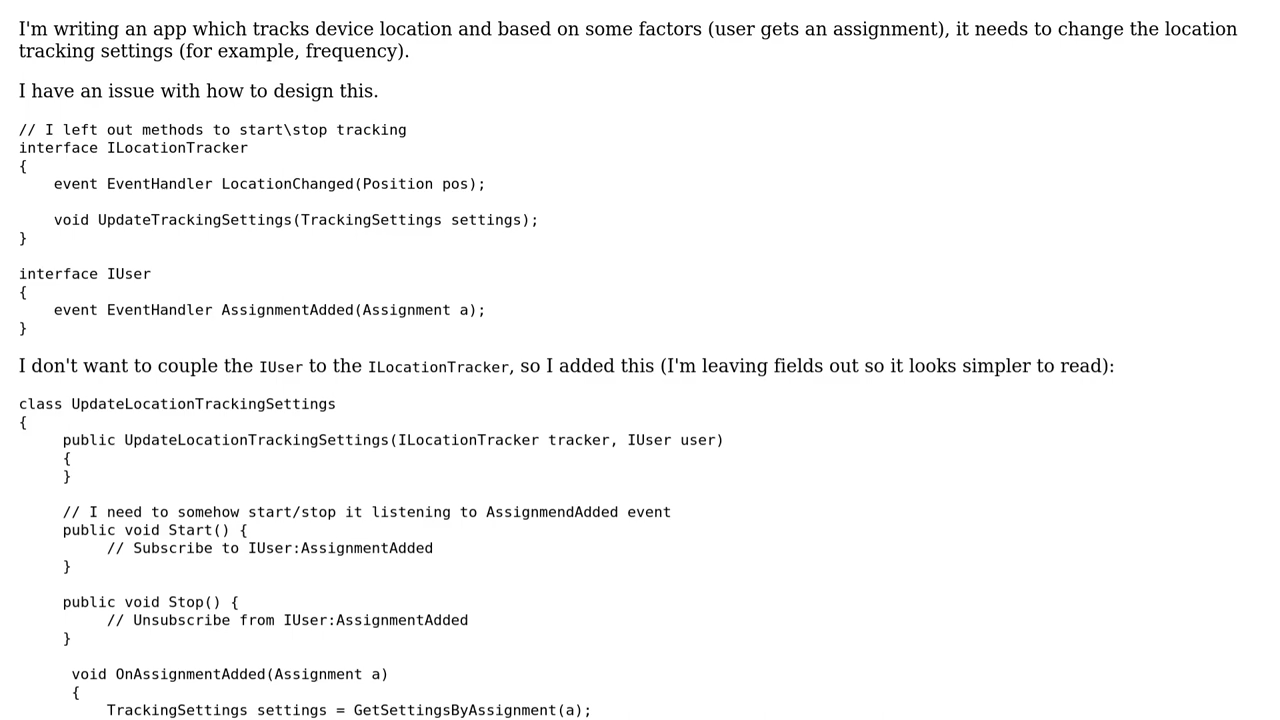 I'm writing an app which tracks device location and based on some factors (user gets an assignment), it needs to change the location
tracking settings (for example, frequency).
I have an issue with how to design this.
// I left out methods to start\stop tracking
interface ILocationTracker
{
    event EventHandler LocationChanged(Position pos);
    void UpdateTrackingSettings(TrackingSettings settings);
}
interface IUser
{
    event EventHandler AssignmentAdded(Assignment a);
}
I don't want to couple the IUser to the ILocationTracker, so I added this (I'm leaving fields out so it looks simpler to read):
class UpdateLocationTrackingSettings
{
     public UpdateLocationTrackingSettings(ILocationTracker tracker, IUser user)
     {
     }
     // I need to somehow start/stop it listening to AssignmendAdded event
     public void Start() {
          // Subscribe to IUser:AssignmentAdded
     }
     public void Stop() {
          // Unsubscribe from IUser:AssignmentAdded
     }
      void OnAssignmentAdded(Assignment a)
      {
          TrackingSettings settings = GetSettingsByAssignment(a);